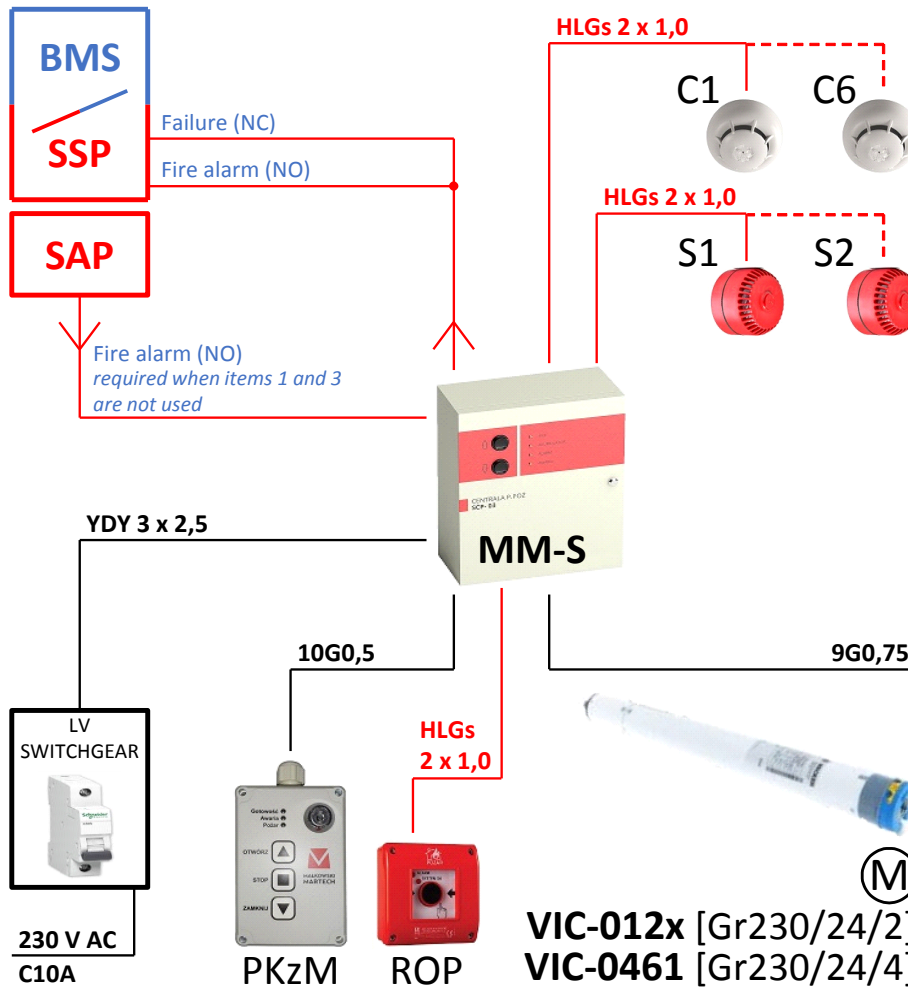 HLGs 2 x 1,0
BMS
C1
C6
Failure (NC)
SSP
Fire alarm (NO)
HLGs 2 x 1,0
SAP
S1
S2
Fire alarm (NO)
required when items 1 and 3
are not used
CENTRALA P-POZ
SCP- 04
YDY 3 x 2,5
MM-S
10G0,5
9G0,75
LV
SWITCHGEAR
HLGs
2 x 1,0
Schneider
Gotowość
Awaria
Pożar
OTWÓRZ
STOP
MAŁKOWSKI
MARTECH
ZAMKNIJ
POŻAR
M
230 V AC
C10A
PKzM
ROP
VIC-012x [Gr230/24/2]
VIC-0461 [Gr230/24/4]